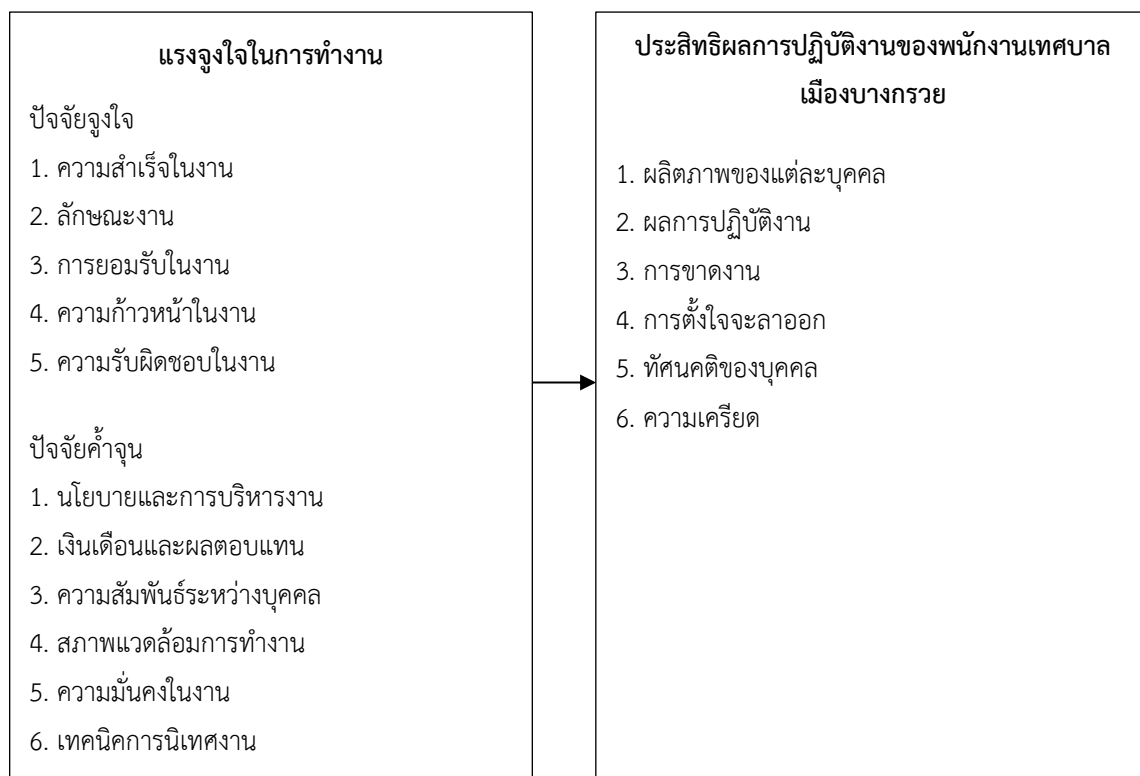 แรงจูงใจในการทำงาน
ปัจจัยจูงใจ
1. ความสำเร็จในงาน
2. ลักษณะงาน
3. การยอมรับในงาน
4. ความก้าวหน้าในงาน
5. ความรับผิดชอบในงาน
ปัจจัยค้ำจุน
1. นโยบายและการบริหารงาน
2. เงินเดือนและผลตอบแทน
3. ความสัมพันธ์ระหว่างบุคคล
4. สภาพแวดล้อมการทำงาน
5. ความมั่นคงในงาน
6. เทคนิคการนิเทศงาน
ประสิทธิผลการปฏิบัติงานของพนักงานเทศบาล
เมืองบางกรวย
1. ผลิตภาพของแต่ละบุคคล
2. ผลการปฏิบัติงาน
3. การขาดงาน
4. การตั้งใจจะลาออก
5. ทัศนคติของบุคคล
6. ความเครียด